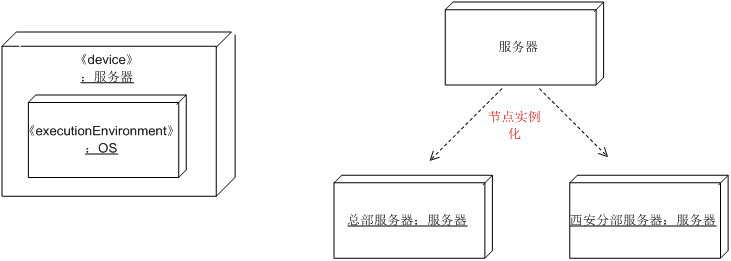 《device》
：服务器
《executionEnvironment》
：OS
服务器
节点实例
化
总部服务器：服务器
西安分部服务器：服务器